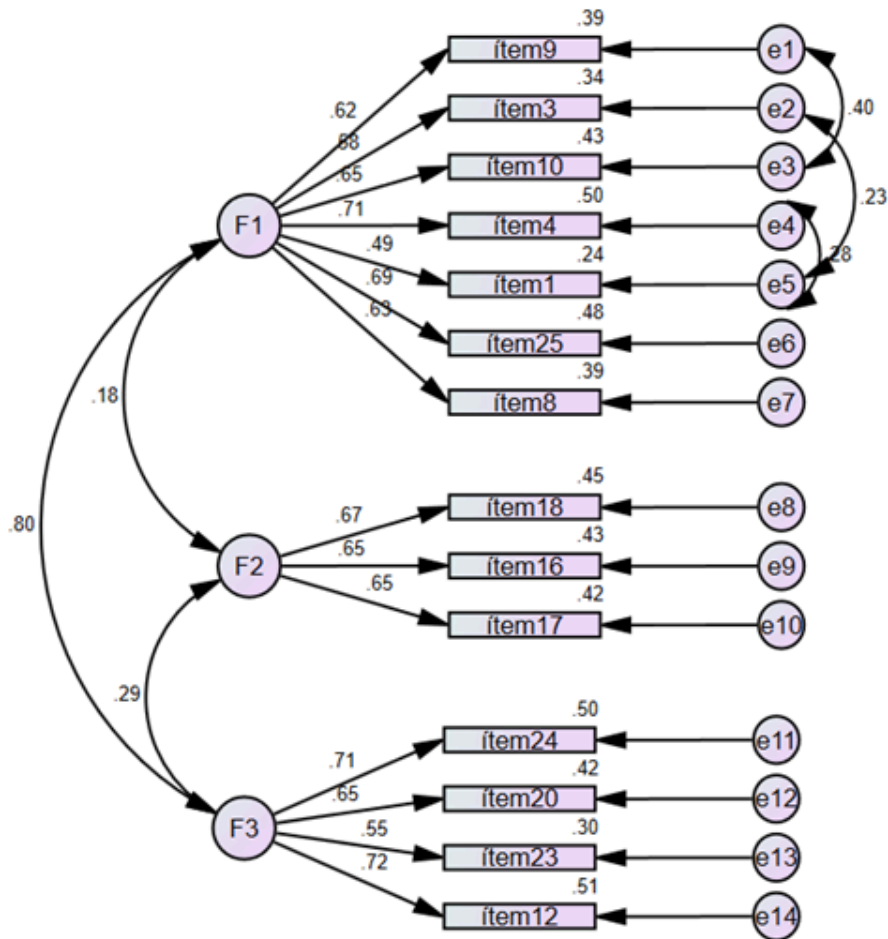 .39
ítem9
e1
.34
.62
ítem3
e2
.40
.58
.43
.65
ítem10
e3
.50
.71
.23
F1
ítem4
e4
.49
.24
.28
.69
ítem1
e5
.63
.48
ítem25
e6
.39
.18
ítem8
e7
.45
.67
ítem18
e8
.80
.43
.65
F2
ítem16
e9
.65
.42
ítem17
e10
.29
.50
.71
ítem24
e11
.42
.65
ítem20
e12
F3
.55
.30
.72
ítem23
e13
.51
ítem12
e14